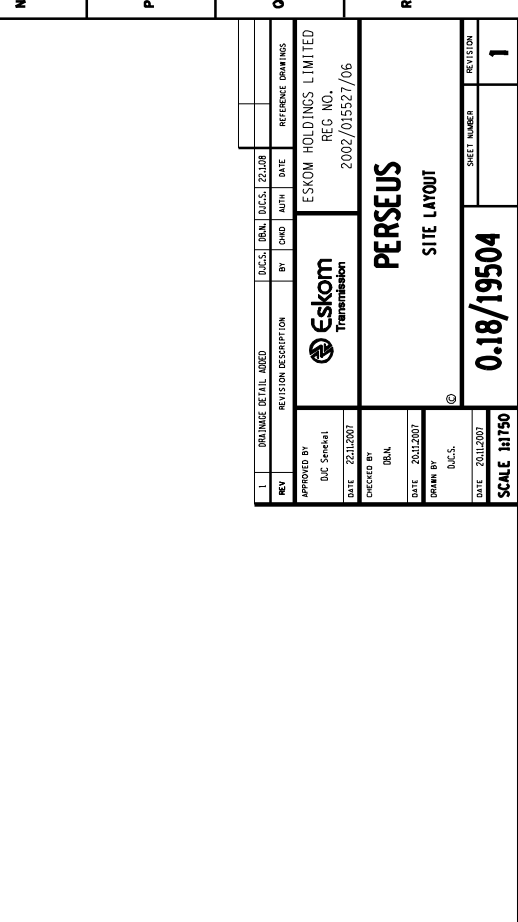 N
P
Q
R
1 DRAINAGE DETAIL ADDED DJC.S. DB.N. DJC.S. 22.1.08
REV REVISION DESCRIPTION BY CHKD AUTH DATE REFERENCE DRAWINGS
APPROVED BY
DJC Senekal
DATE 22.11.2007
CHECKED BY
DB.N.
DATE 20.11.2007
DRAWN BY
DJC.S.
DATE 20.11.2007
SCALE 1:1750
Eskom
Transmission
ESKOM HOLDINGS LIMITED
REG NO.
2002/015527/06
PERSEUS
SITE LAYOUT
©
0.18/19504
SHEET NUMBER
REVISION
1